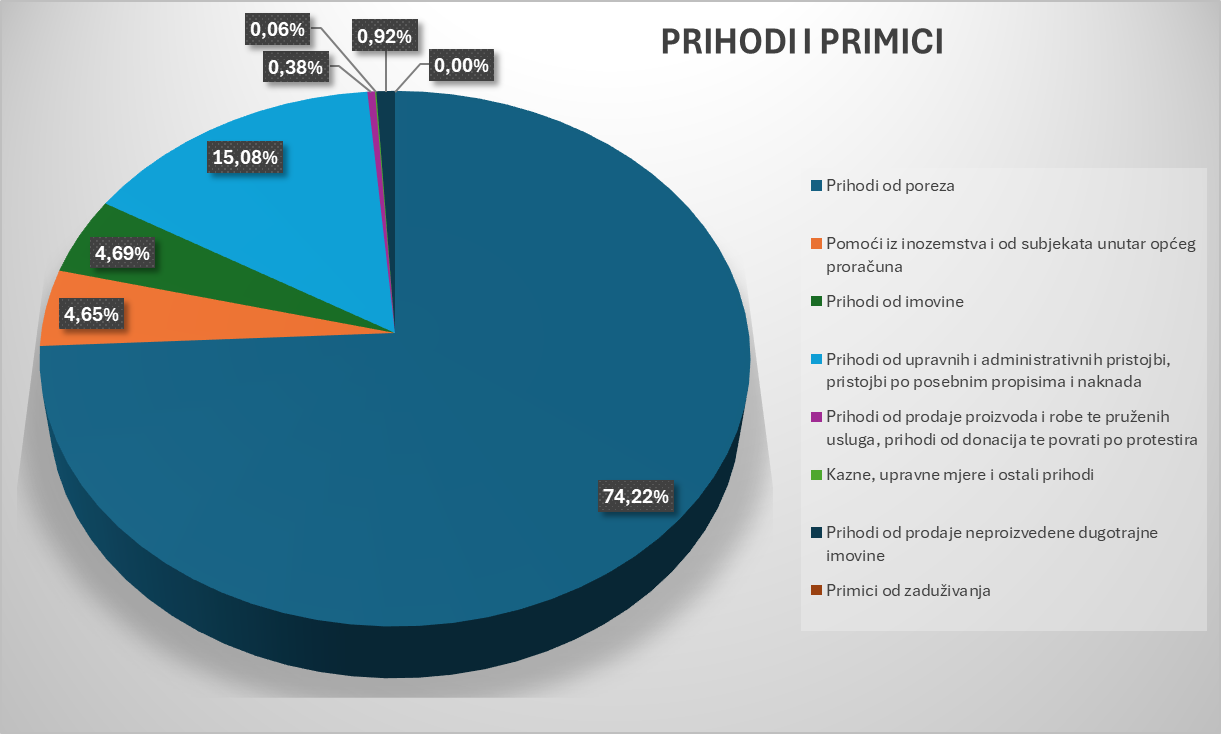 PRIHODI I PRIMICI
0,06%
0,92%
0,38%
0,00%
15,08%
4,69%
4,65%
74,22%
Prihodi od poreza
Pomoći iz inozemstva i od subjekata unutar općeg
proračuna
Prihodi od imovine
Prihodi od upravnih i administrativnih pristojbi,
pristojbi po posebnim propisima i naknada
Prihodi od prodaje proizvoda i robe te pruženih
usluga, prihodi od donacija te povrati po protestira
Kazne, upravne mjere i ostali prihodi
Prihodi od prodaje neproizvedene dugotrajne
imovine
Primici od zaduživanja